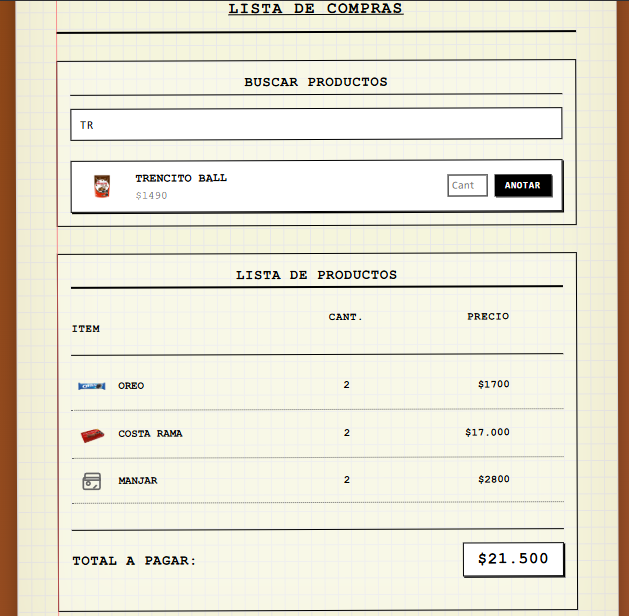 LISTA DE COMPRAS
BUSCAR PRODUCTOS
TR
TRENCITO BALL
$1490
Cant
ANOTAR
LISTA DE PRODUCTOS
ITEM CANT. PRECIO
OREO 2 $1700
COSTA RAMA 2 $17.000
MANJAR 2 $2800
TOTAL A PAGAR: $21.500